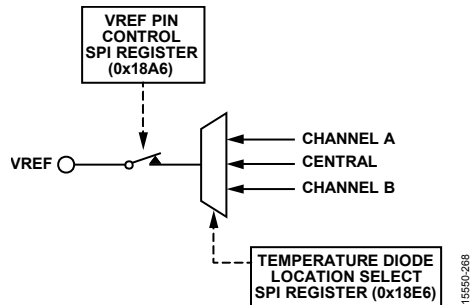 VREF PIN
CONTROL
SPI REGISTER
(0x18A6)
VREF
CHANNEL A
CENTRAL
CHANNEL B
TEMPERATURE DIODE
LOCATION SELECT
SPI REGISTER (0x18E6)
15550-268